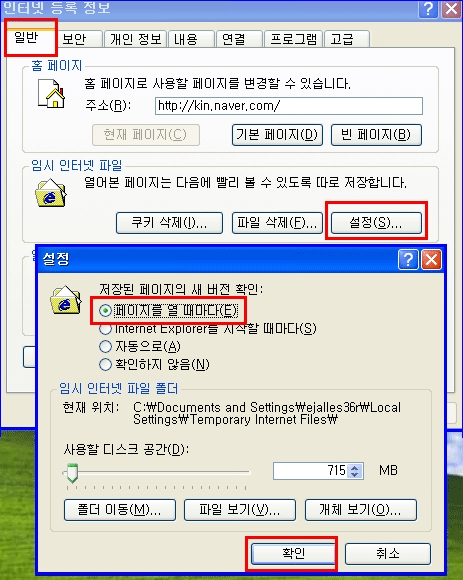 인터넷 등록 정보
일반 보안 개인 정보 내용 연결 프로그램 고급
홈 페이지
홈 페이지로 사용할 페이지를 변경할 수 있습니다.
주소(R): http://kin.naver.com/
현재 페이지(C) 기본 페이지(D) 빈 페이지(B)
임시 인터넷 파일
열어본 페이지는 다음에 빨리 볼 수 있도록 따로 저장합니다.
쿠키 삭제(I)... 파일 삭제(F)... 설정(S)...
설정
저장된 페이지의 새 버전 확인:
페이지를 열 때마다(E)
Internet Explorer를 시작할 때마다(S)
자동으로(A)
확인하지 않음(N)
임시 인터넷 파일 폴더
현재 위치: C:₩Documents and Settings₩ejalles36r₩Local
Settings₩Temporary Internet Files₩
사용할 디스크 공간(D):
715 MB
폴더 이동(M)... 파일 보기(V)... 개체 보기(O)...
확인 취소